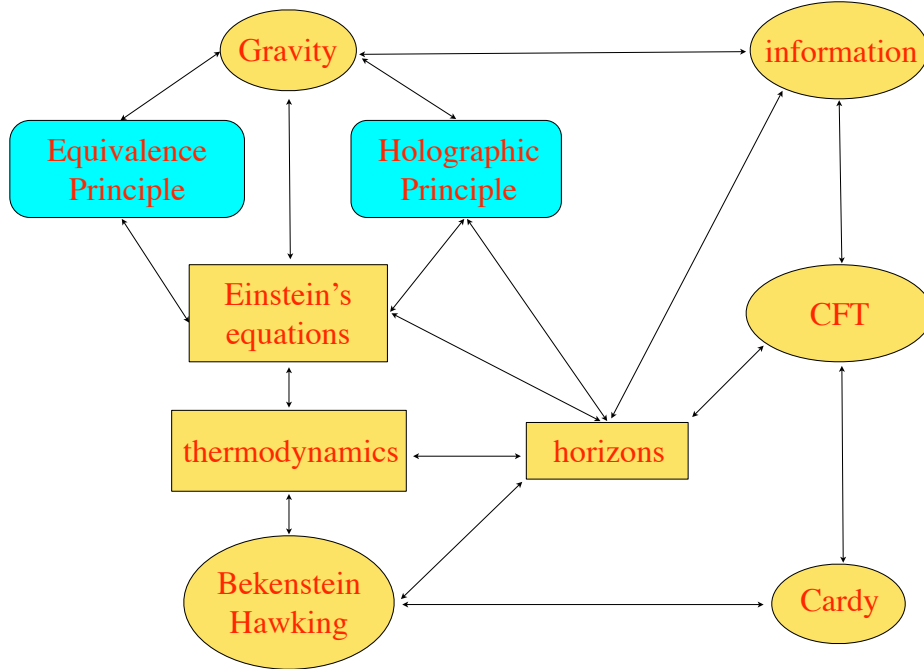 Gravity
information
Equivalence
Principle
Holographic
Principle
Einstein’s
equations
CFT
thermodynamics
horizons
Bekenstein
Hawking
Cardy